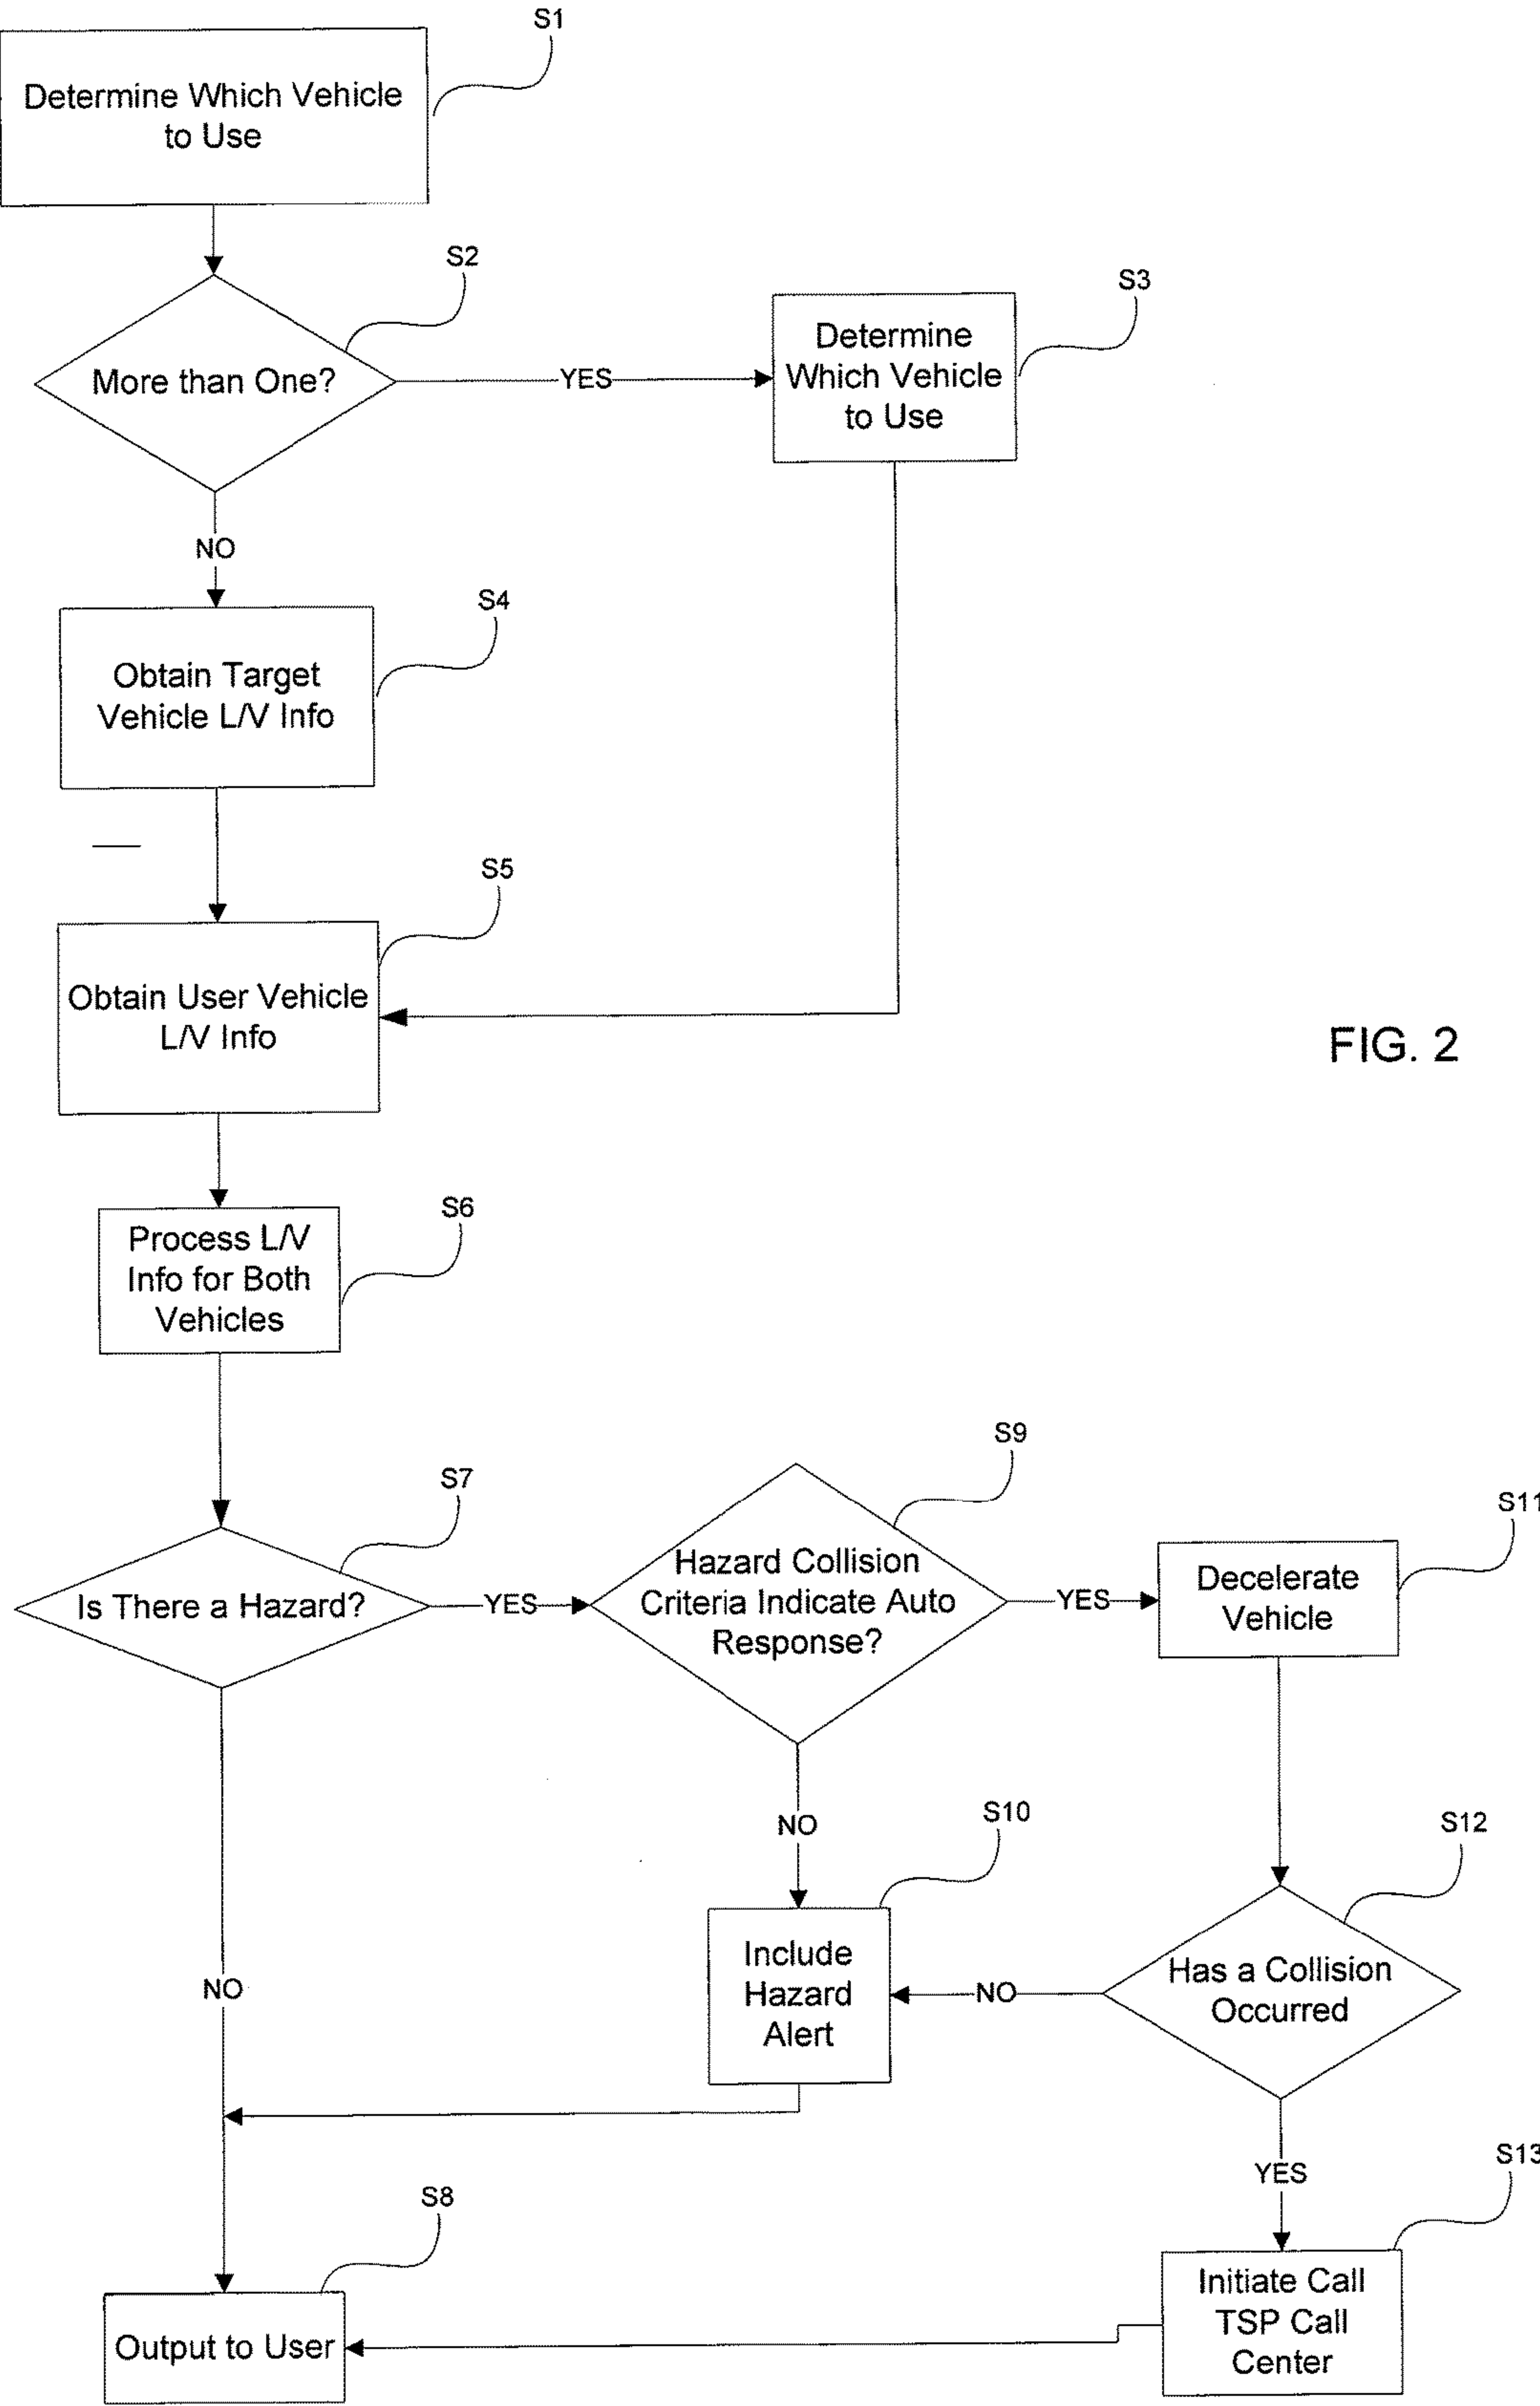 S1
Determine Which Vehicle
to Use
S2
More than One?
YES
S3
Determine
Which Vehicle
to Use
NO
S4
Obtain Target
Vehicle L/V Info
S5
Obtain User Vehicle
L/V Info
FIG. 2
S6
Process L/V
Info for Both
Vehicles
S7
Is There a Hazard?
YES
S9
Hazard Collision
Criteria Indicate Auto
Response?
YES
S11
Decelerate
Vehicle
NO
S10
Include
Hazard
Alert
S12
Has a Collision
Occurred
NO
NO
YES
S13
Initiate Call
TSP Call
Center
S8
Output to User